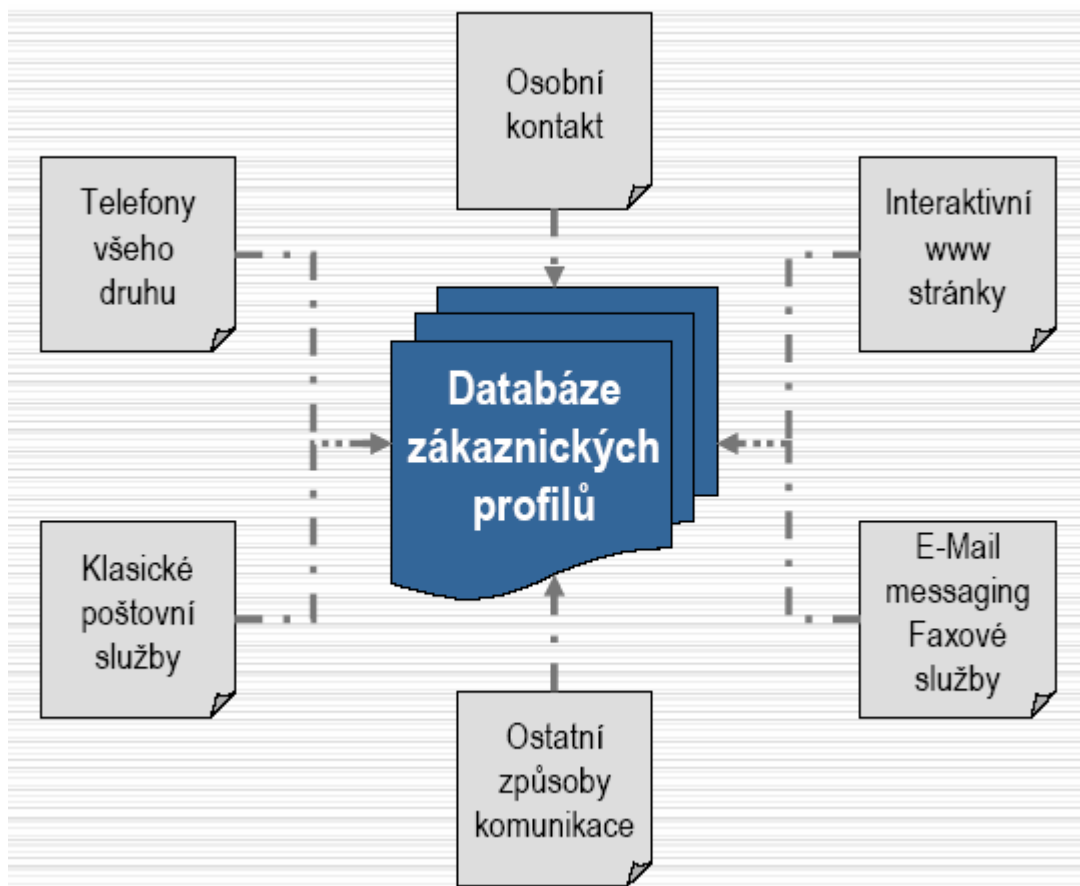 Osobní
kontakt
Telefony
všeho
druhu
Interaktivní
www
stránky
Databáze
zákaznických
profilů
Klasické
poštovní
služby
E-Mail
messaging
Faxové
služby
Ostatní
způsoby
komunikace